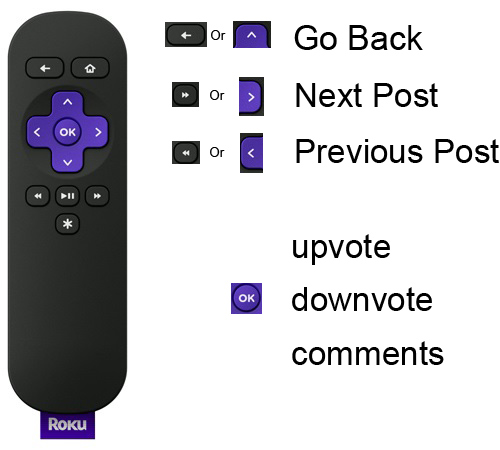 Or Go Back
OK
Or Next Post
Or Previous Post
upvote
OK downvote
comments
Roku